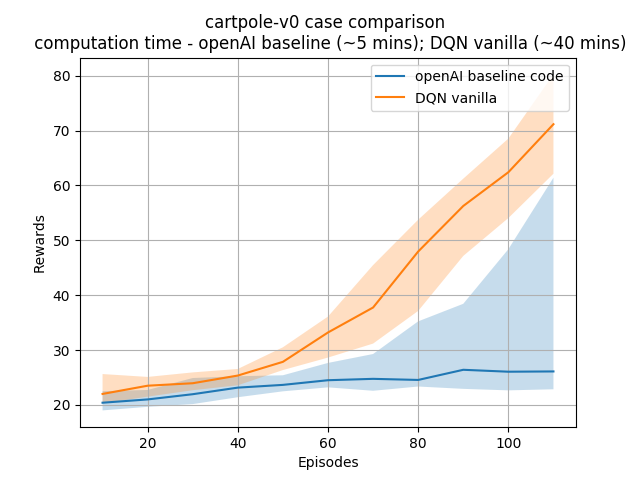 cartpole-v0 case comparison
computation time - openAI baseline (~5 mins); DQN vanilla (~40 mins)
openAI baseline code
DQN vanilla
Rewards
80
70
60
50
40
30
20
20
40
60
80
100
Episodes